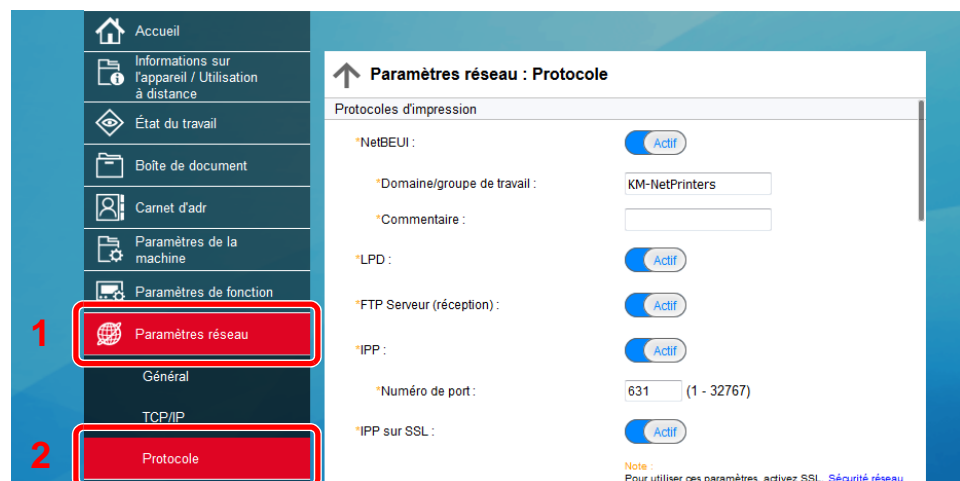 Accueil
Informations sur
l'appareil / Utilisation
à distance
État du travail
Boîte de document
Carnet d'adr
Paramètres de la
machine
Paramètres de fonction
1
Paramètres réseau
Général
TCP/IP
2
Protocole
Paramètres réseau : Protocole
Protocoles d'impression
*NetBEUI : Actif
*Domaine/groupe de travail : KM-NetPrinters
*Commentaire :
*LPD : Actif
*FTP Serveur (réception) : Actif
*IPP : Actif
*Numéro de port : 631 (1 - 32767)
*IPP sur SSL : Actif
Note :
Pour utiliser ces paramètres, activez SSL. Sécurité réseau